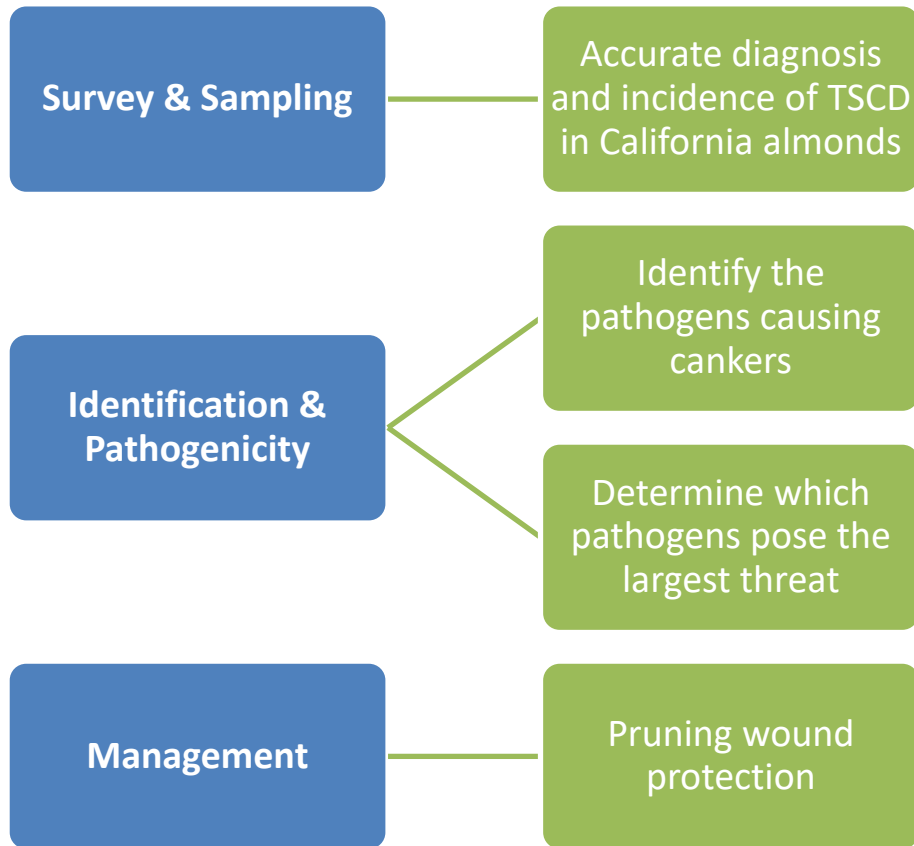 Survey & Sampling
Accurate diagnosis
and incidence of TSCD
in California almonds
Identification &
Pathogenicity
Identify the
pathogens causing
cankers
Determine which
pathogens pose the
largest threat
Management
Pruning wound
protection